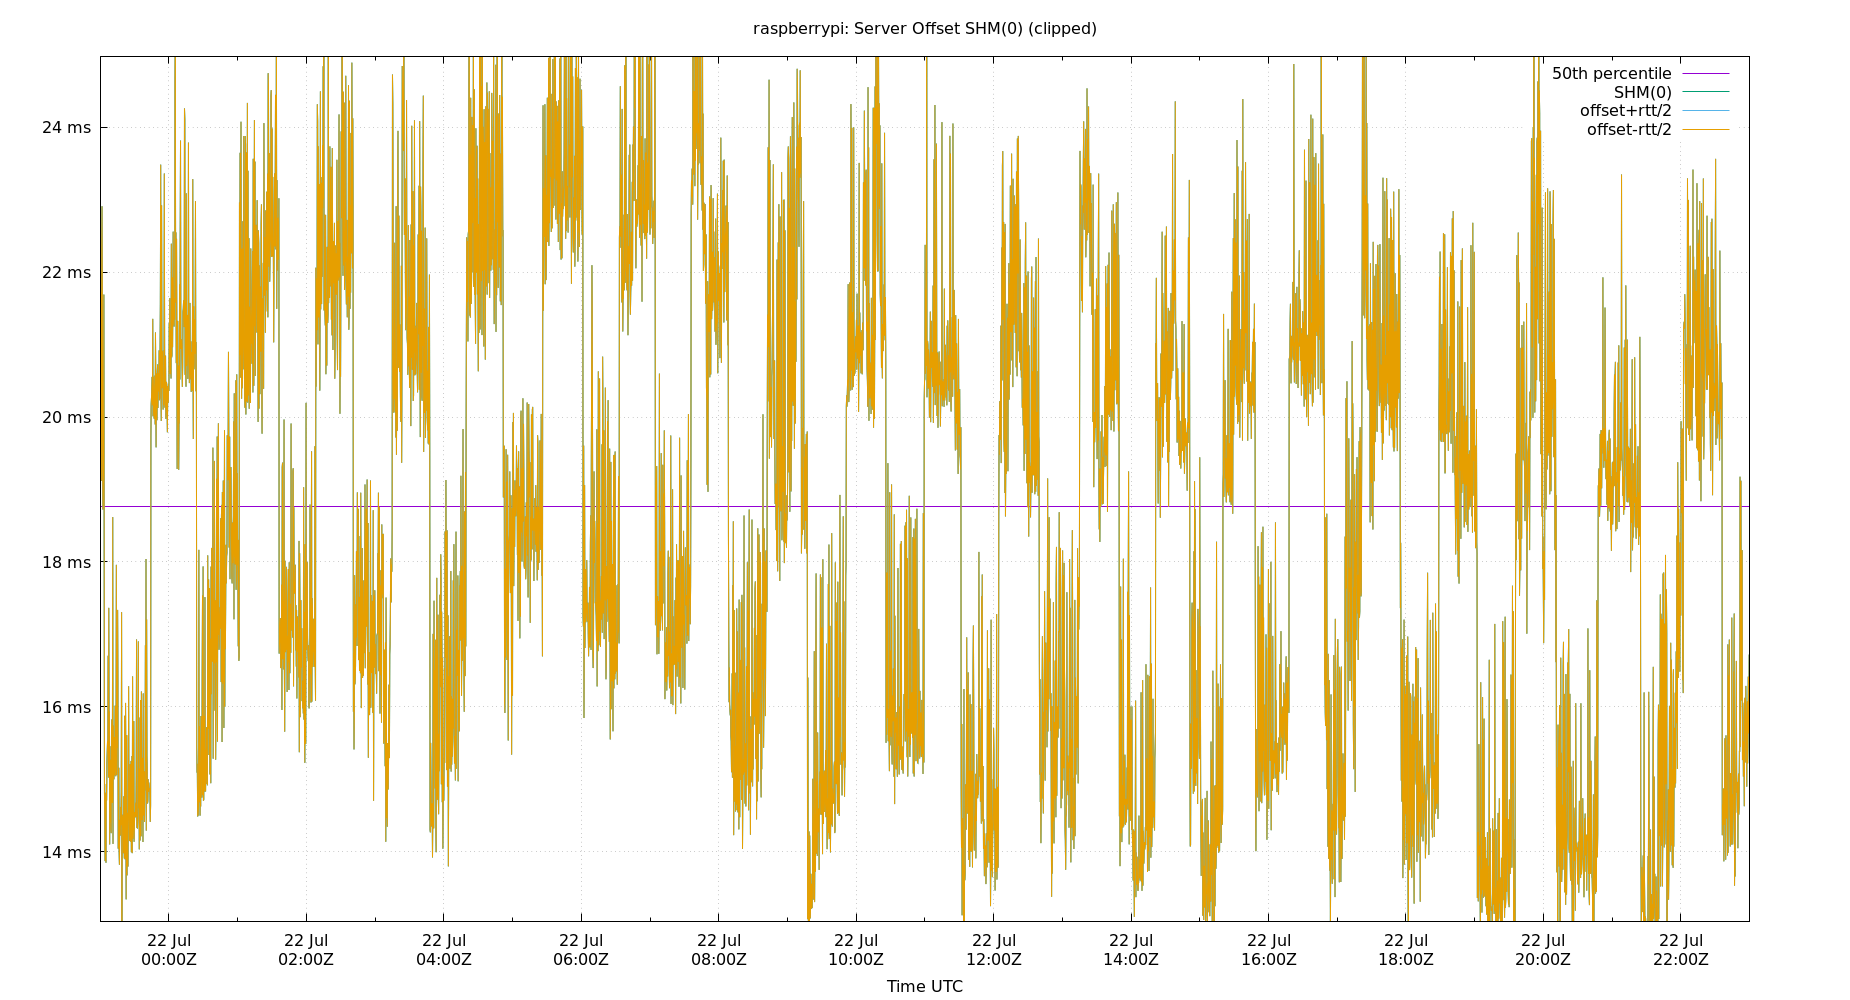 raspberrypi: Server Offset SHM(0) (clipped)
50th percentile
SHM(0)
offset+rtt/2
offset-rtt/2
24 ms
22 ms
20 ms
18 ms
16 ms
14 ms
22 Jul 22 Jul 22 Jul 22 Jul 22 Jul 22 Jul 22 Jul 22 Jul 22 Jul 22 Jul 22 Jul 22 Jul
00:00Z 02:00Z 04:00Z 06:00Z 08:00Z 10:00Z 12:00Z 14:00Z 16:00Z 18:00Z 20:00Z 22:00Z
Time UTC